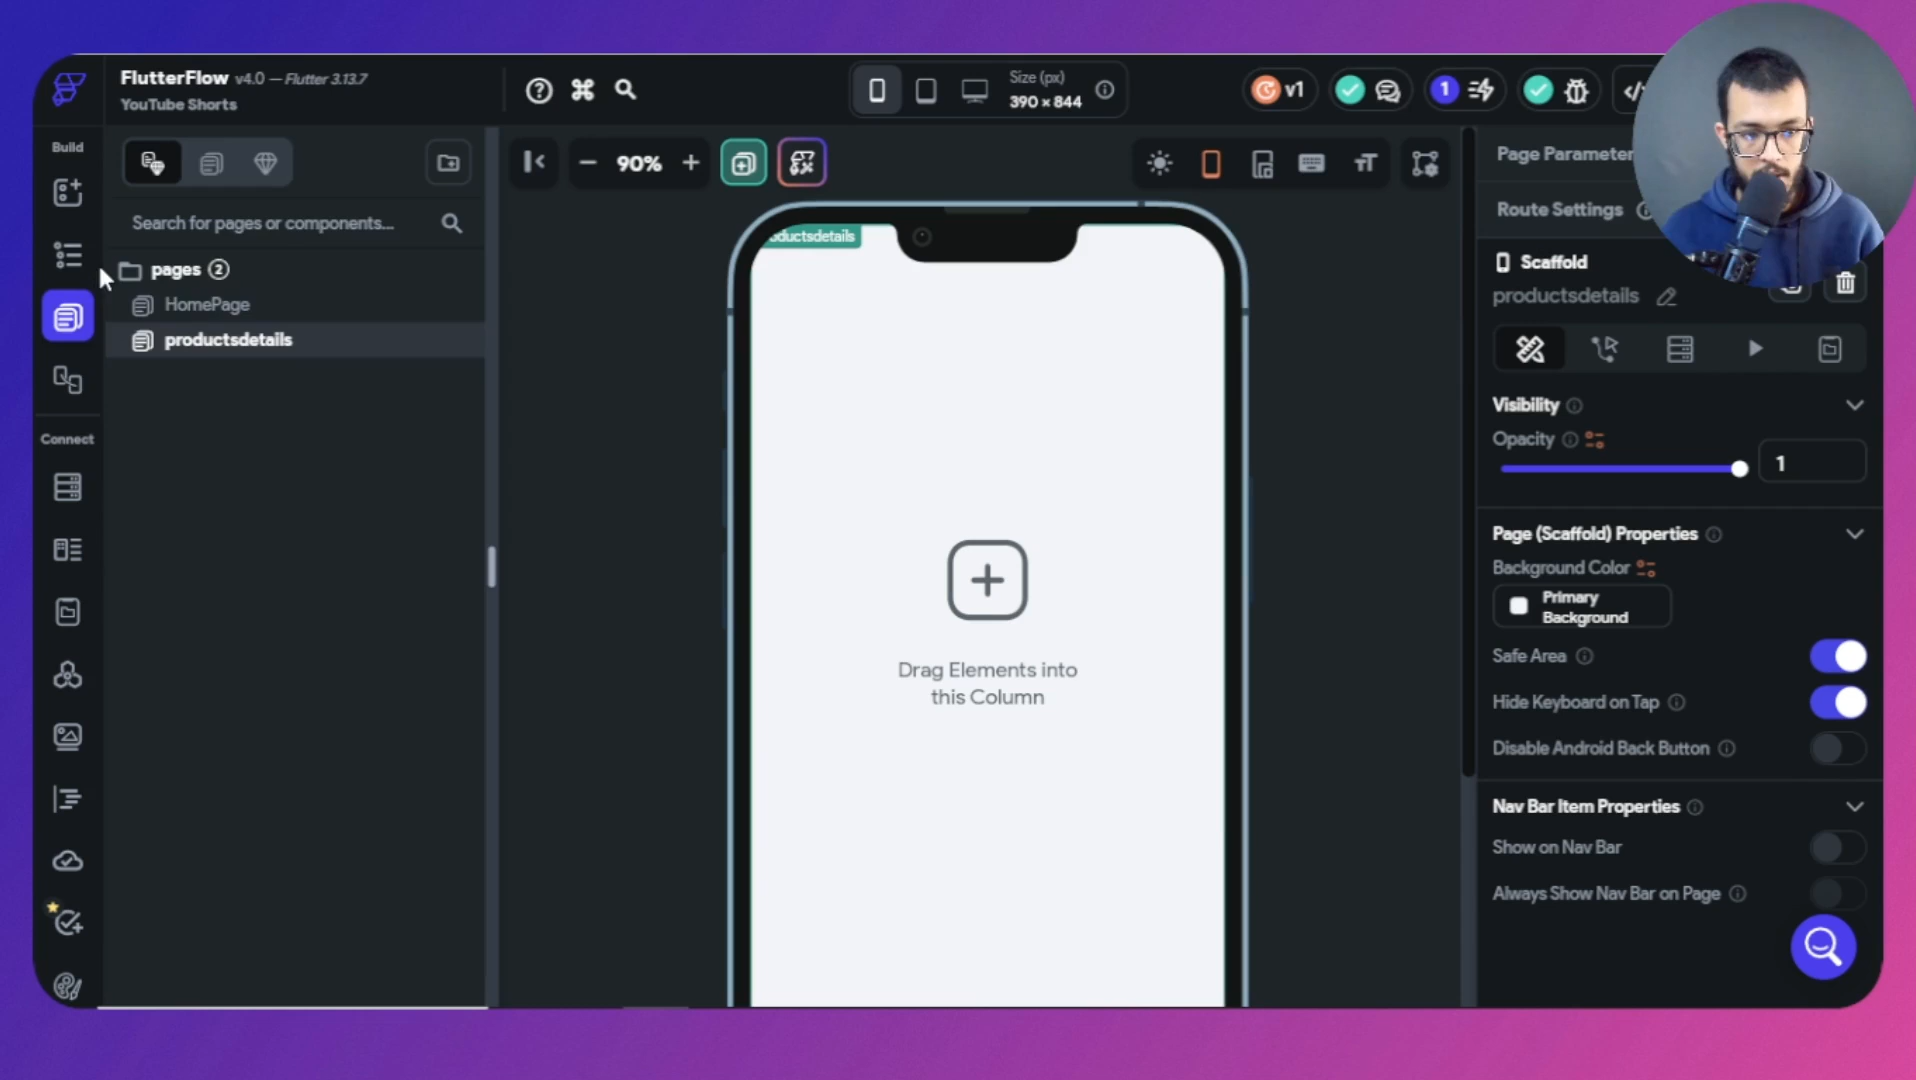 FlutterFlow v4.0 — Flutter 3.13.7
YouTube Shorts
Size (px)
390 × 844
v1
1
Build
90%
Page Parameter
Search for pages or components...
Route Settings
pages 2
HomePage
productsdetails
oductsdetails
Scaffold
productsdetails
Visibility
Opacity
1
Connect
Page (Scaffold) Properties
Background Color
Primary
Background
Safe Area
Hide Keyboard on Tap
Disable Android Back Button
Drag Elements into
this Column
Nav Bar Item Properties
Show on Nav Bar
Always Show Nav Bar on Page